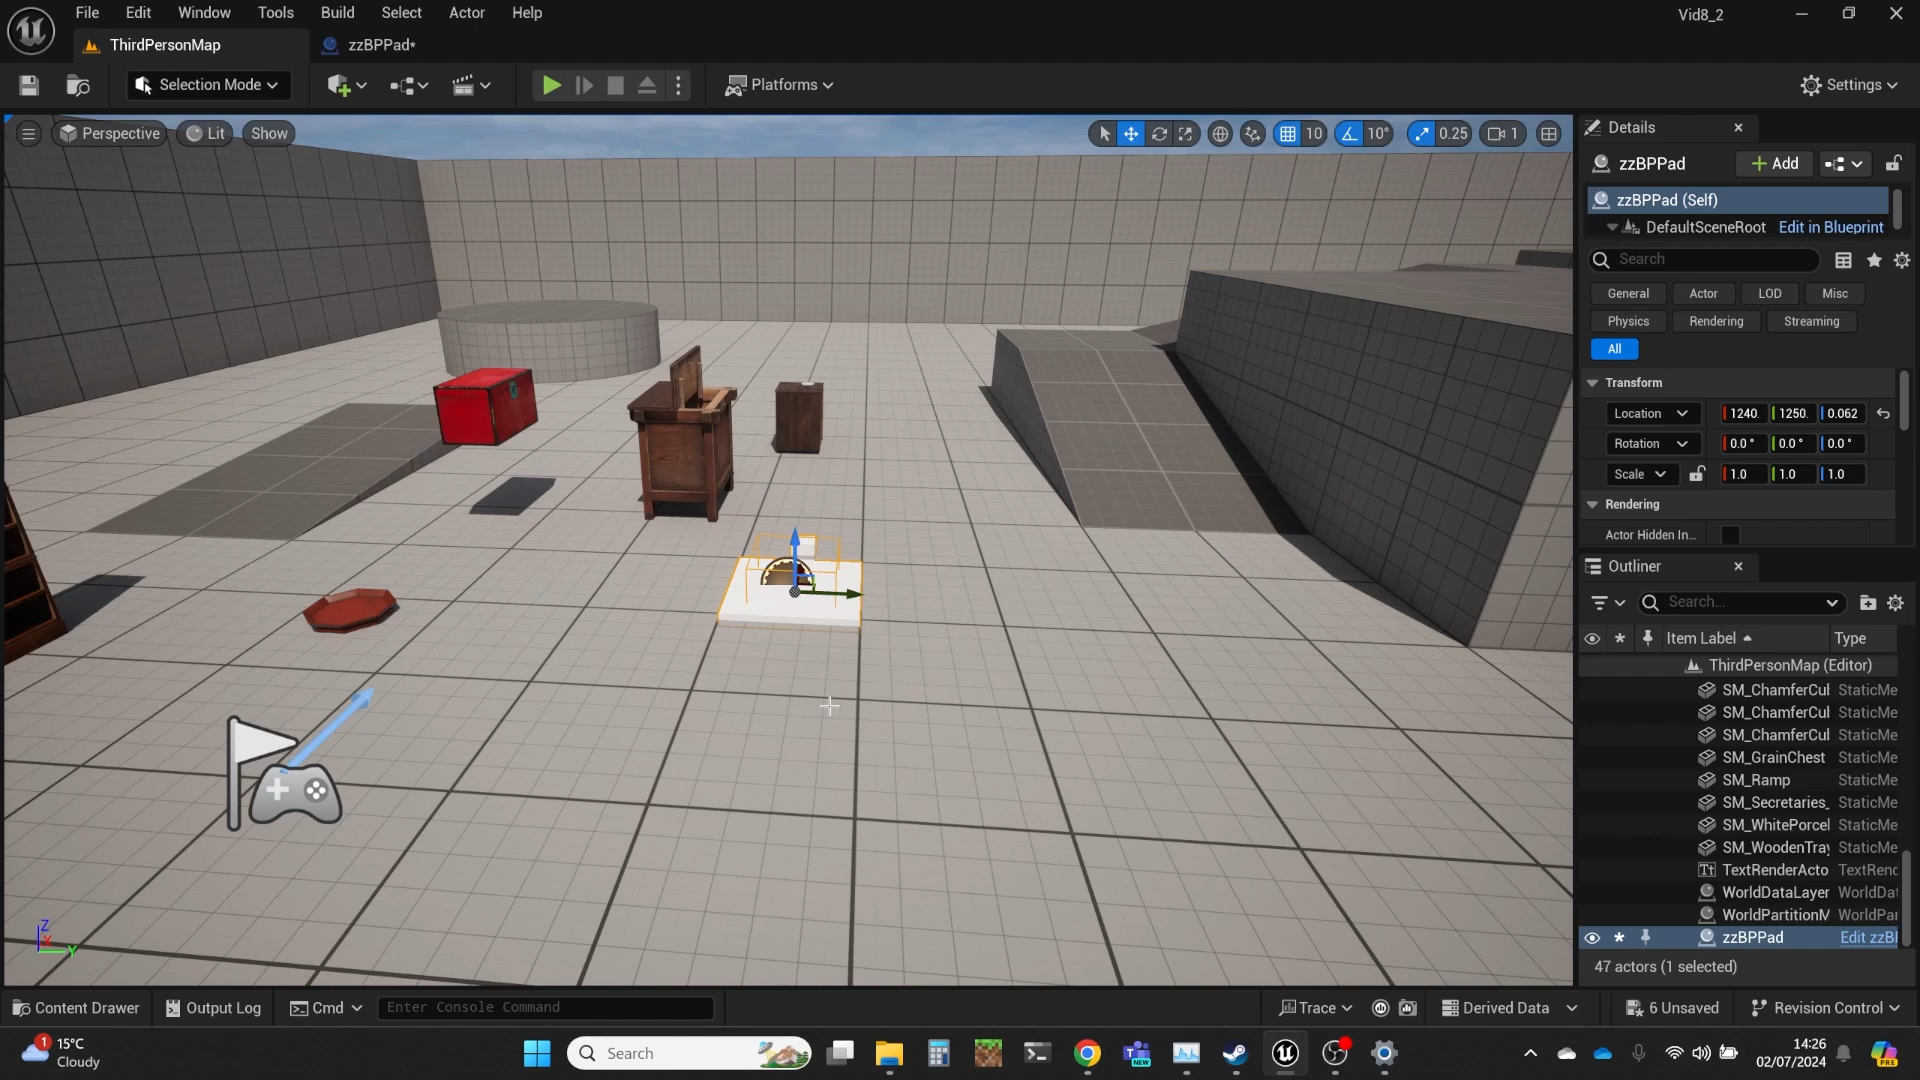 File Edit Window Tools Build Select Actor Help
Vid8_2
ThirdPersonMap
zzBPPad*
Selection Mode
Platforms
Settings
Perspective
Lit
Show
10
10°
0.25
1
Details
zzBPPad
Add
zzBPPad (Self)
DefaultSceneRoot Edit in Blueprint
Search
General Actor LOD Misc
Physics Rendering Streaming
All
Transform
Location 1240. 1250. 0.062
Rotation 0.0 ° 0.0 ° 0.0 °
Scale 1.0 1.0 1.0
Rendering
Actor Hidden In...
Outliner
Search...
Item Label Type
ThirdPersonMap (Editor)
SM_ChamferCul StaticMe
SM_ChamferCul StaticMe
SM_ChamferCul StaticMe
SM_GrainChest StaticMe
SM_Ramp StaticMe
SM_Secretaries_ StaticMe
SM_WhitePorcel StaticMe
SM_WoodenTray StaticMe
Tt TextRenderActo TextRend
WorldDataLayer WorldDat
WorldPartitionM WorldPar
zzBPPad Edit zzBl
47 actors (1 selected)
Z
X
Y
Content Drawer
Output Log
Cmd
Enter Console Command
Trace
Derived Data
6 Unsaved
Revision Control
1
15°C
Cloudy
Search
NEW
14:26
02/07/2024
PRE